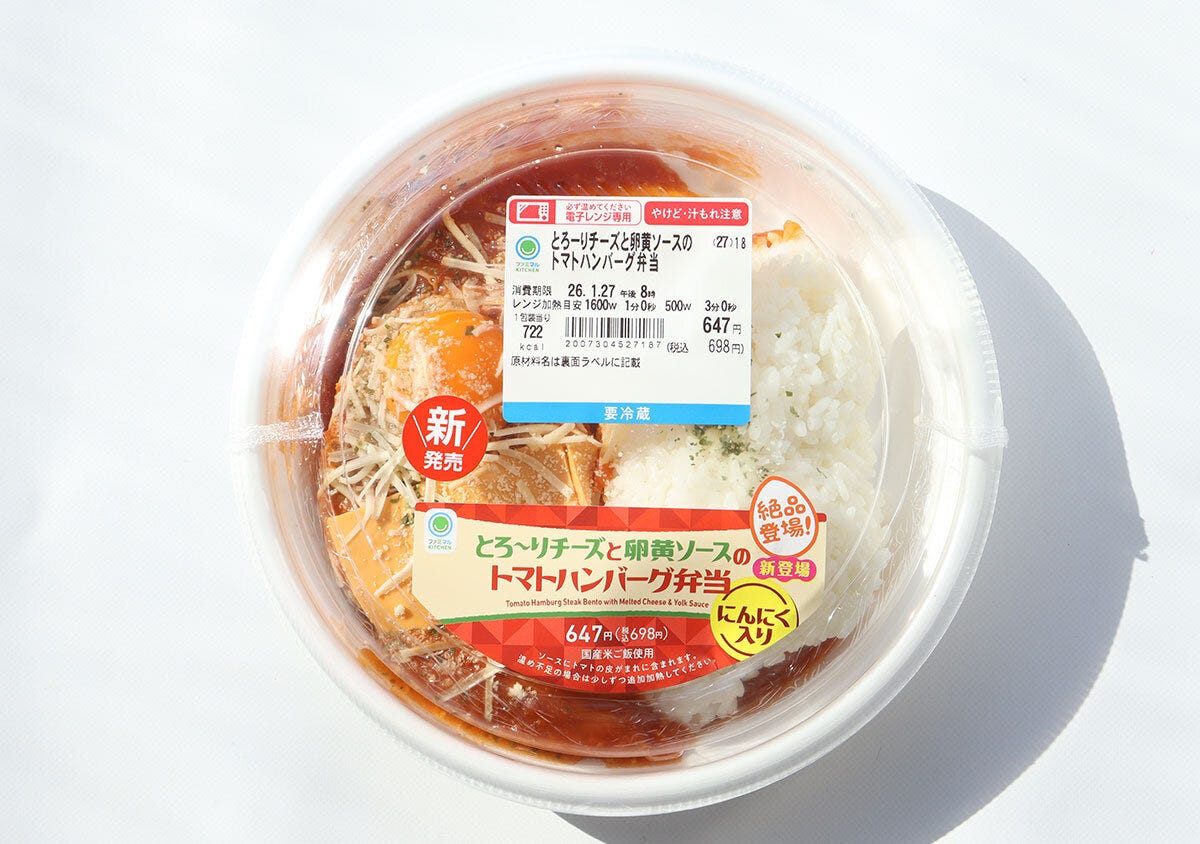 必ず温めてください
電子レンジ専用
やけど・汁もれ注意
ファミマル
KITCHEN
とろーりチーズと卵黄ソースの
トマトハンバーグ弁当
(27)18
消費期限 26.1.27 午後 8時
レンジ加熱目安 1600W 1分0秒 500W 3分0秒
1包装当り
722
kcal
2007304527187
647円
(税込 698円)
原材料名は裏面ラベルに記載
要冷蔵
新
発売
絶品
登場!
新登場
ファミマル
KITCHEN
とろ〜りチーズと卵黄ソースの
トマトハンバーグ弁当
Tomato Hamburg Steak Bento with Melted Cheese & Yolk Sauce
にんにく
入り
647円(税込698円)
国産米ご飯使用
ソースにトマトの皮がまれに含まれます。
温め不足の場合は少しずつ追加加熱してください。